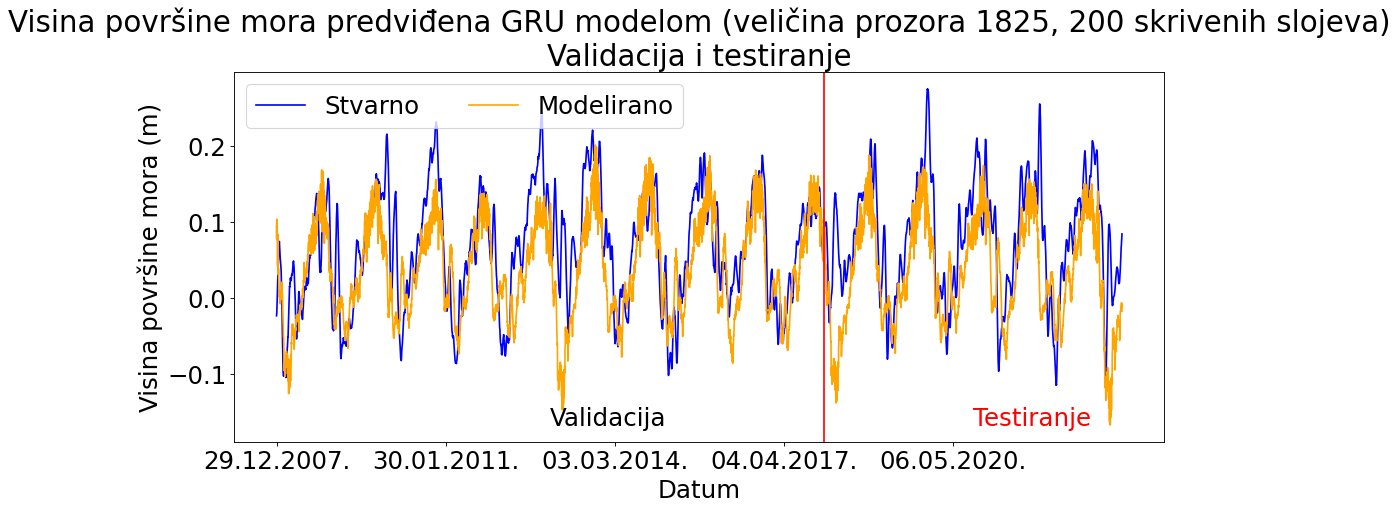 Visina površine mora predviđena GRU modelom (veličina prozora 1825, 200 skrivenih slojeva)
Validacija i testiranje
Stvarno Modelirano
Visina površine mora (m)
0.2
0.1
0.0
−0.1
Validacija
Testiranje
29.12.2007. 30.01.2011. 03.03.2014. 04.04.2017. 06.05.2020.
Datum